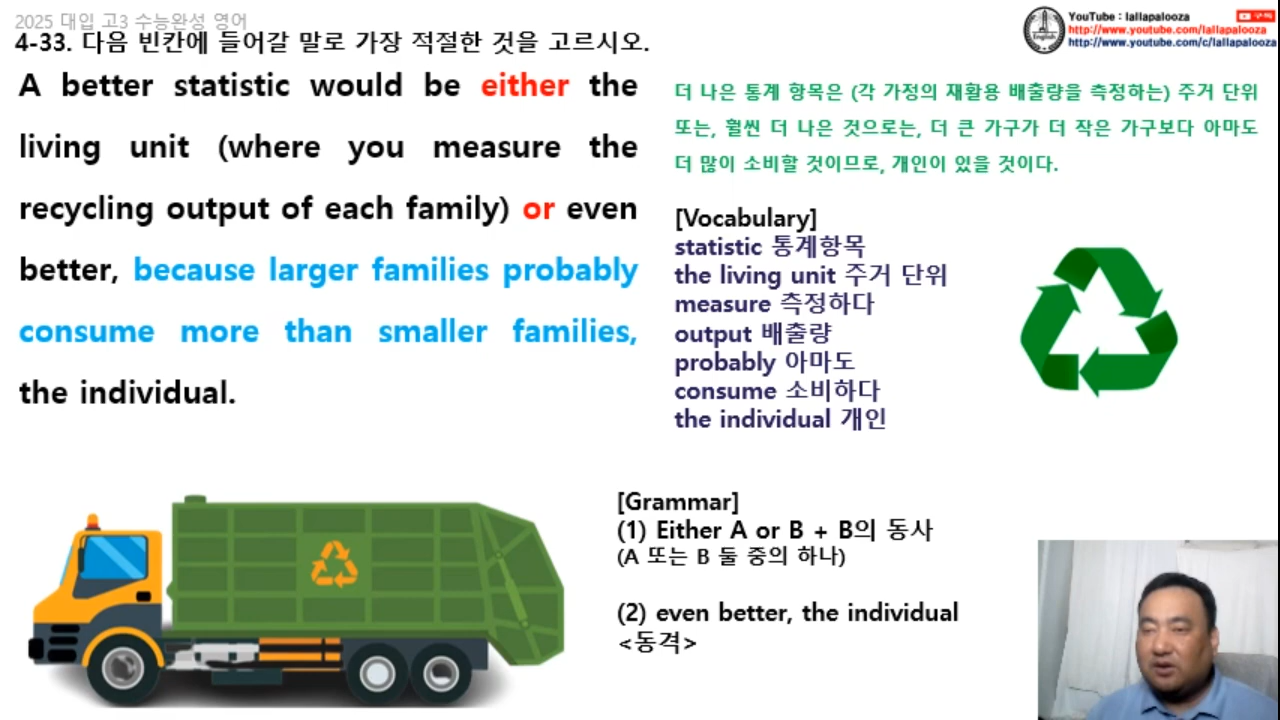 2025 대입 고3 수능완성 영어
4-33. 다음 빈칸에 들어갈 말로 가장 적절한 것을 고르시오.
YouTube : lallapalooza
구독
http://www.youtube.com/lallapalooza
http://www.youtube.com/c/lallapalooza
English
A better statistic would be either the
living unit (where you measure the
recycling output of each family) or even
better, because larger families probably
consume more than smaller families,
the individual.
더 나은 통계 항목은 (각 가정의 재활용 배출량을 측정하는) 주거 단위
또는, 훨씬 더 나은 것으로는, 더 큰 가구가 더 작은 가구보다 아마도
더 많이 소비할 것이므로, 개인이 있을 것이다.
[Vocabulary]
statistic 통계항목
the living unit 주거 단위
measure 측정하다
output 배출량
probably 아마도
consume 소비하다
the individual 개인
[Grammar]
(1) Either A or B + B의 동사
(A 또는 B 둘 중의 하나)
(2) even better, the individual
<동격>